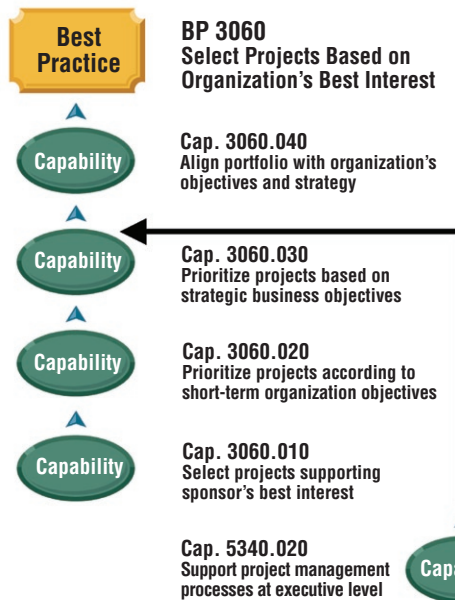 Best
Practice
BP 3060
Select Projects Based on
Organization's Best Interest
Capability
Cap. 3060.040
Align portfolio with organization's
objectives and strategy
Capability
Cap. 3060.030
Prioritize projects based on
strategic business objectives
Capability
Cap. 3060.020
Prioritize projects according to
short-term organization objectives
Capability
Cap. 3060.010
Select projects supporting
sponsor's best interest
Cap. 5340.020
Support project management
processes at executive level